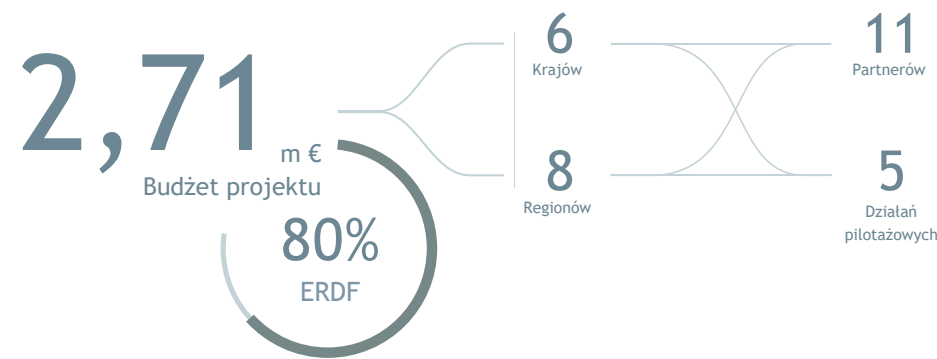 2,71
m €
Budżet projektu
80%
ERDF
6
Krajów
8
Regionów
11
Partnerów
5
Działań
pilotażowych